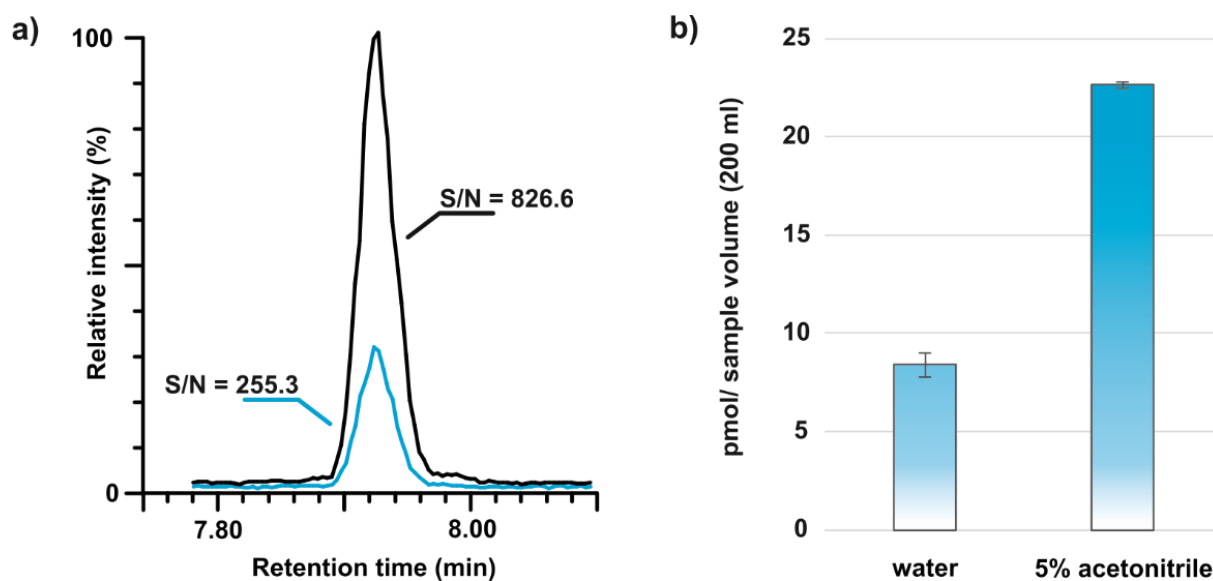 a)
100
Relative intensity (%)
S/N = 826.6
S/N = 255.3
0
7.80
8.00
Retention time (min)
b)
25
20
15
10
5
0
pmol/ sample volume (200 ml)
water
5% acetonitrile